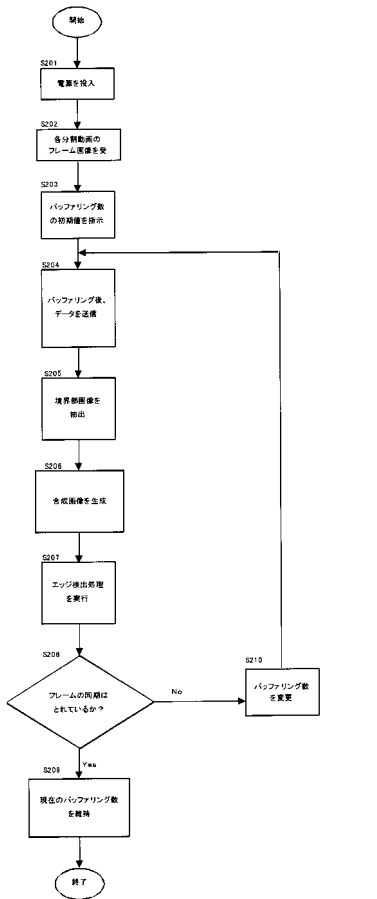 開始
S201
電源を投入
S202
各分割動画の
フレーム画像を受
S203
バッファリング数
の初期値を指示
S204
バッファリング後、
データを送信
S205
境界部画像を
抽出
S206
合成画像を生成
S207
エッジ検出処理
を実行
S208
フレームの同期は
とれているか？
No
S210
バッファリング数
を変更
Yes
S209
現在のバッファリング数
を維持
終了